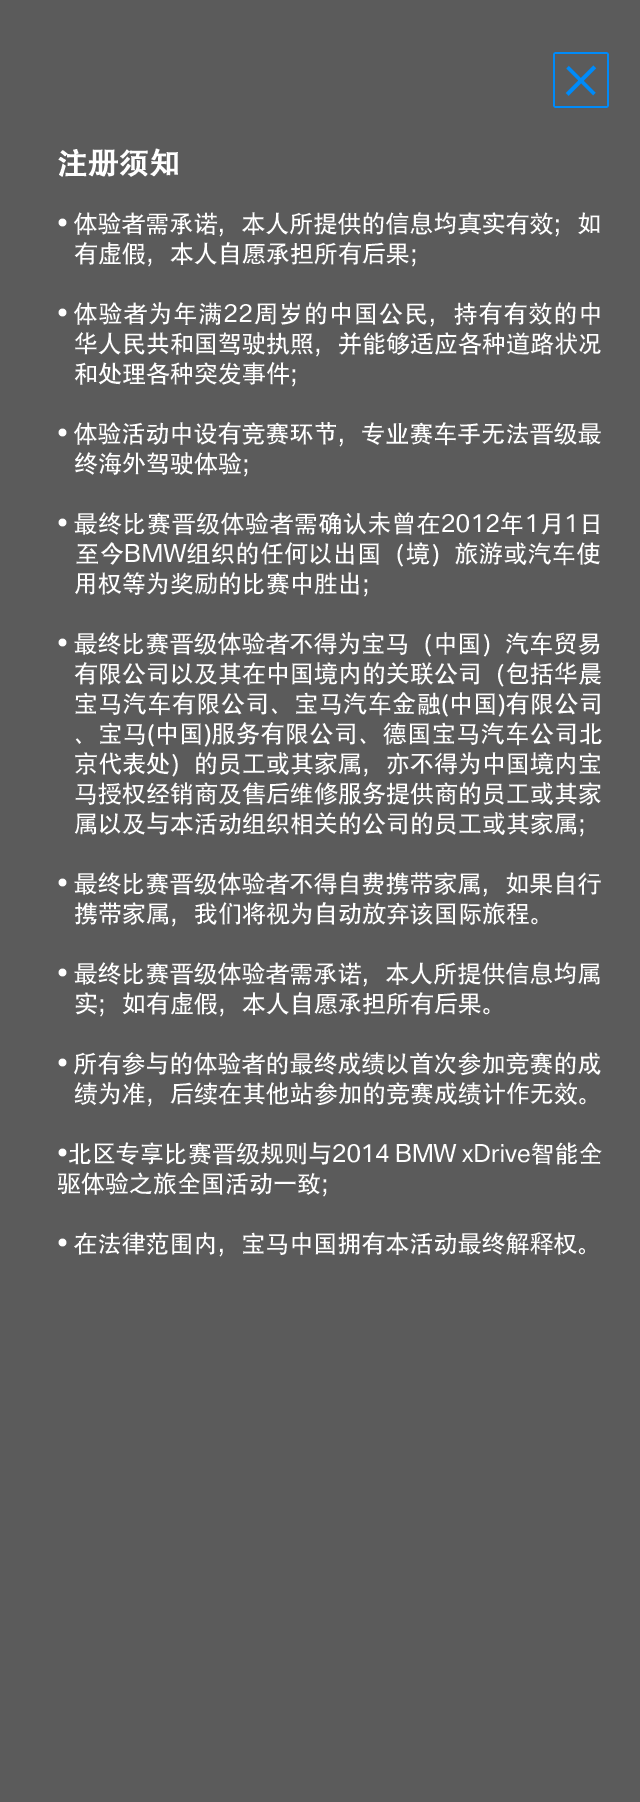 注册须知
• 体验者需承诺，本人所提供的信息均真实有效；如
有虚假，本人自愿承担所有后果；
• 体验者为年满22周岁的中国公民，持有有效的中
华人民共和国驾驶执照，并能够适应各种道路状况
和处理各种突发事件；
• 体验活动中设有竞赛环节，专业赛车手无法晋级最
终海外驾驶体验；
• 最终比赛晋级体验者需确认未曾在2012年1月1日
至今BMW组织的任何以出国（境）旅游或汽车使
用权等为奖励的比赛中胜出；
• 最终比赛晋级体验者不得为宝马（中国）汽车贸易
有限公司以及其在中国境内的关联公司（包括华晨
宝马汽车有限公司、宝马汽车金融(中国)有限公司
、宝马(中国)服务有限公司、德国宝马汽车公司北
京代表处）的员工或其家属，亦不得为中国境内宝
马授权经销商及售后维修服务提供商的员工或其家
属以及与本活动组织相关的公司的员工或其家属；
• 最终比赛晋级体验者不得自费携带家属，如果自行
携带家属，我们将视为自动放弃该国际旅程。
• 最终比赛晋级体验者需承诺，本人所提供信息均属
实；如有虚假，本人自愿承担所有后果。
• 所有参与的体验者的最终成绩以首次参加竞赛的成
绩为准，后续在其他站参加的竞赛成绩计作无效。
•北区专享比赛晋级规则与2014 BMW xDrive智能全
驱体验之旅全国活动一致；
• 在法律范围内，宝马中国拥有本活动最终解释权。